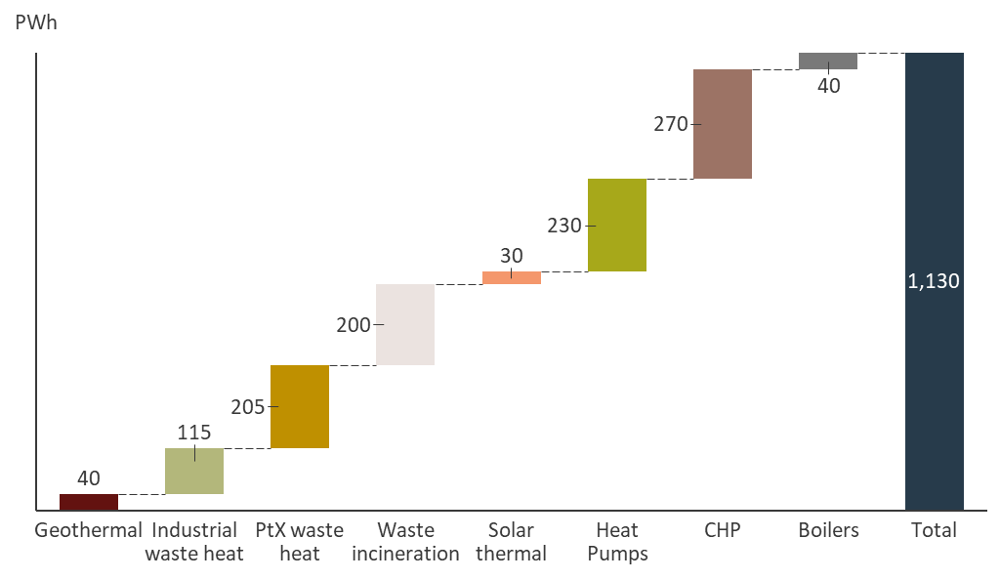 PWh
40
270
230
30
1,130
200
205
115
40
Geothermal
Industrial
waste heat
PtX waste
heat
Waste
incineration
Solar
thermal
Heat
Pumps
CHP
Boilers
Total